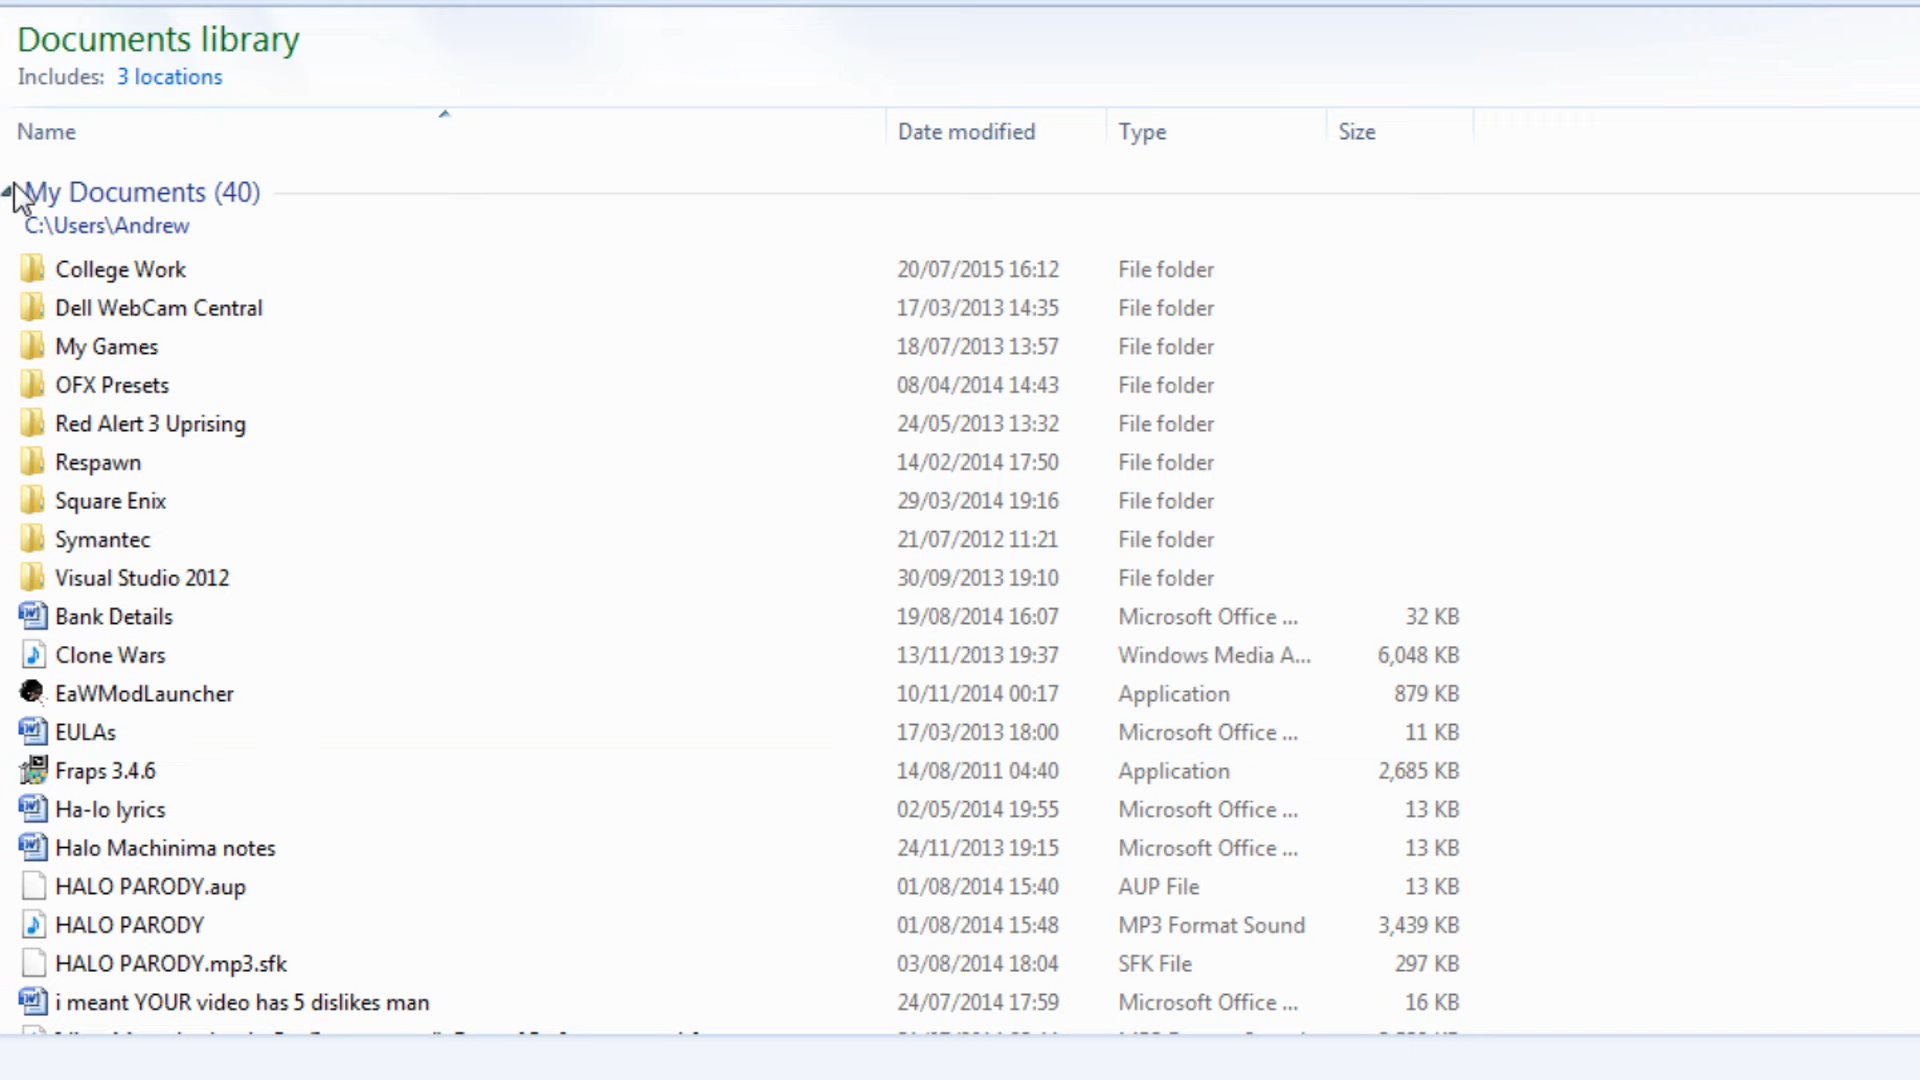 Documents library
Includes: 3 locations
Name Date modified Type Size
My Documents (40)
C:\Users\Andrew
College Work 20/07/2015 16:12 File folder
Dell WebCam Central 17/03/2013 14:35 File folder
My Games 18/07/2013 13:57 File folder
OFX Presets 08/04/2014 14:43 File folder
Red Alert 3 Uprising 24/05/2013 13:32 File folder
Respawn 14/02/2014 17:50 File folder
Square Enix 29/03/2014 19:16 File folder
Symantec 21/07/2012 11:21 File folder
Visual Studio 2012 30/09/2013 19:10 File folder
Bank Details 19/08/2014 16:07 Microsoft Office ... 32 KB
Clone Wars 13/11/2013 19:37 Windows Media A... 6,048 KB
EaWModLauncher 10/11/2014 00:17 Application 879 KB
EULAs 17/03/2013 18:00 Microsoft Office ... 11 KB
Fraps 3.4.6 14/08/2011 04:40 Application 2,685 KB
Ha-lo lyrics 02/05/2014 19:55 Microsoft Office ... 13 KB
Halo Machinima notes 24/11/2013 19:15 Microsoft Office ... 13 KB
HALO PARODY.aup 01/08/2014 15:40 AUP File 13 KB
HALO PARODY 01/08/2014 15:48 MP3 Format Sound 3,439 KB
HALO PARODY.mp3.sfk 03/08/2014 18:04 SFK File 297 KB
i meant YOUR video has 5 dislikes man 24/07/2014 17:59 Microsoft Office ... 16 KB